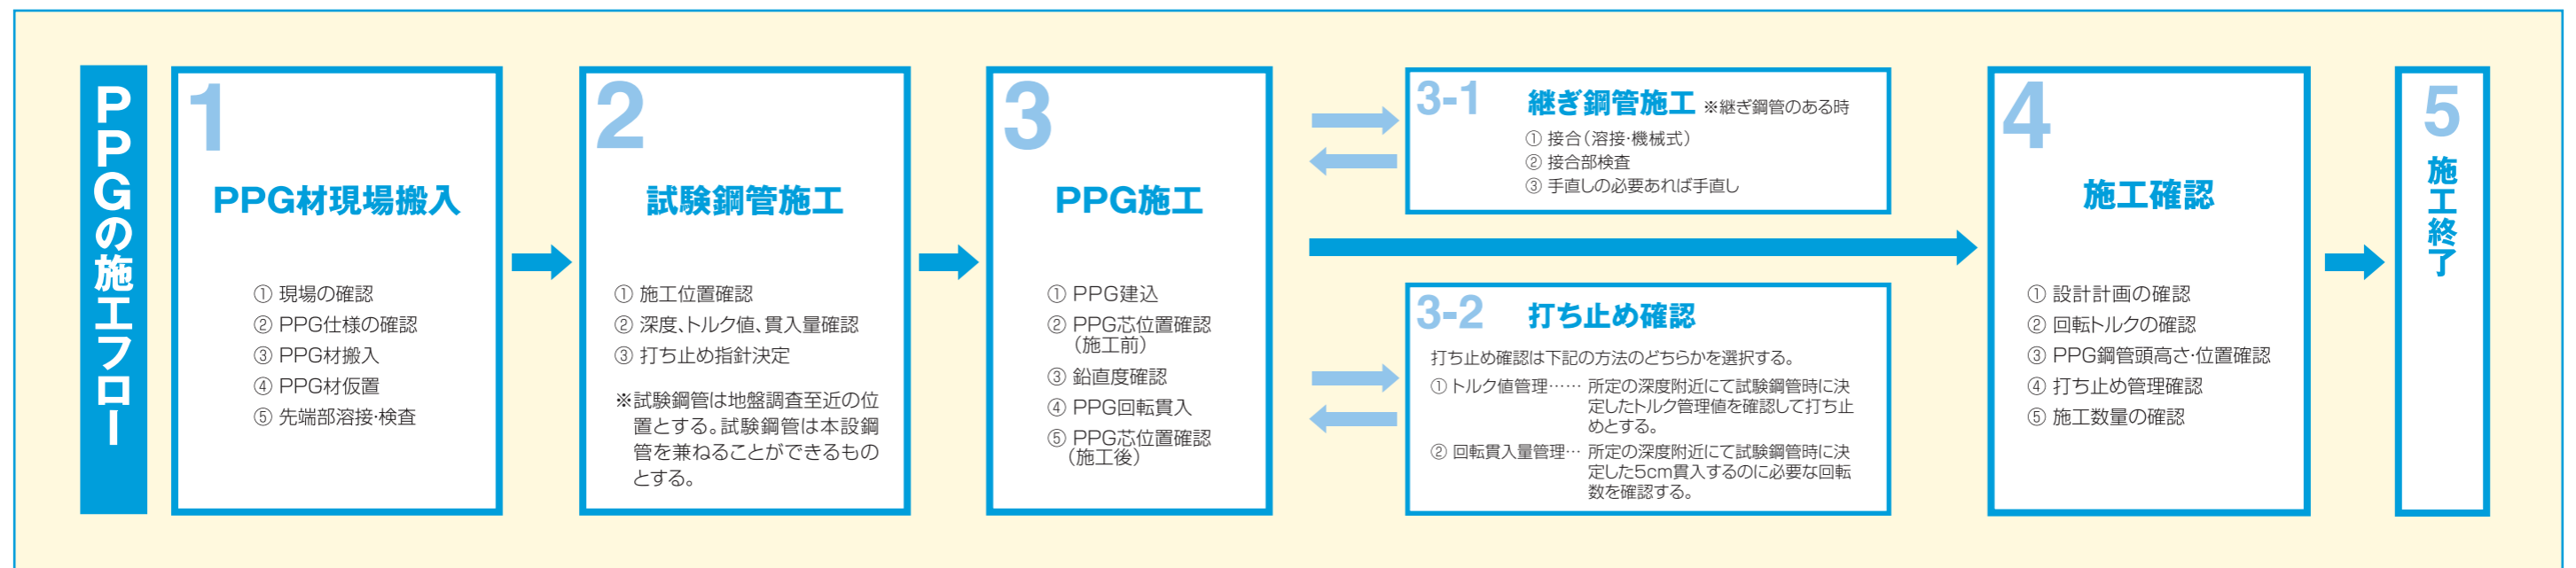 PPGの施工フロー
1
PPG材現場搬入
① 現場の確認
② PPG仕様の確認
③ PPG材搬入
④ PPG材仮置
⑤ 先端部溶接・検査
2
試験鋼管施工
① 施工位置確認
② 深度、トルク値、貫入量確認
③ 打ち止め指針決定
※試験鋼管は地盤調査至近の位
置とする。試験鋼管は本設鋼
管を兼ねることができるもの
とする。
3
PPG施工
① PPG建込
② PPG芯位置確認
（施工前）
③ 鉛直度確認
④ PPG回転貫入
⑤ PPG芯位置確認
（施工後）
3-1 継ぎ鋼管施工 ※継ぎ鋼管のある時
① 接合（溶接・機械式）
② 接合部検査
③ 手直しの必要あれば手直し
3-2 打ち止め確認
打ち止め確認は下記の方法のどちらかを選択する。
① トルク値管理…… 所定の深度附近にて試験鋼管時に決
定したトルク管理値を確認して打ち止
めとする。
② 回転貫入量管理… 所定の深度附近にて試験鋼管時に決
定した5cm貫入するのに必要な回転
数を確認する。
4
施工確認
① 設計計画の確認
② 回転トルクの確認
③ PPG鋼管頭高さ・位置確認
④ 打ち止め管理確認
⑤ 施工数量の確認
5
施工終了